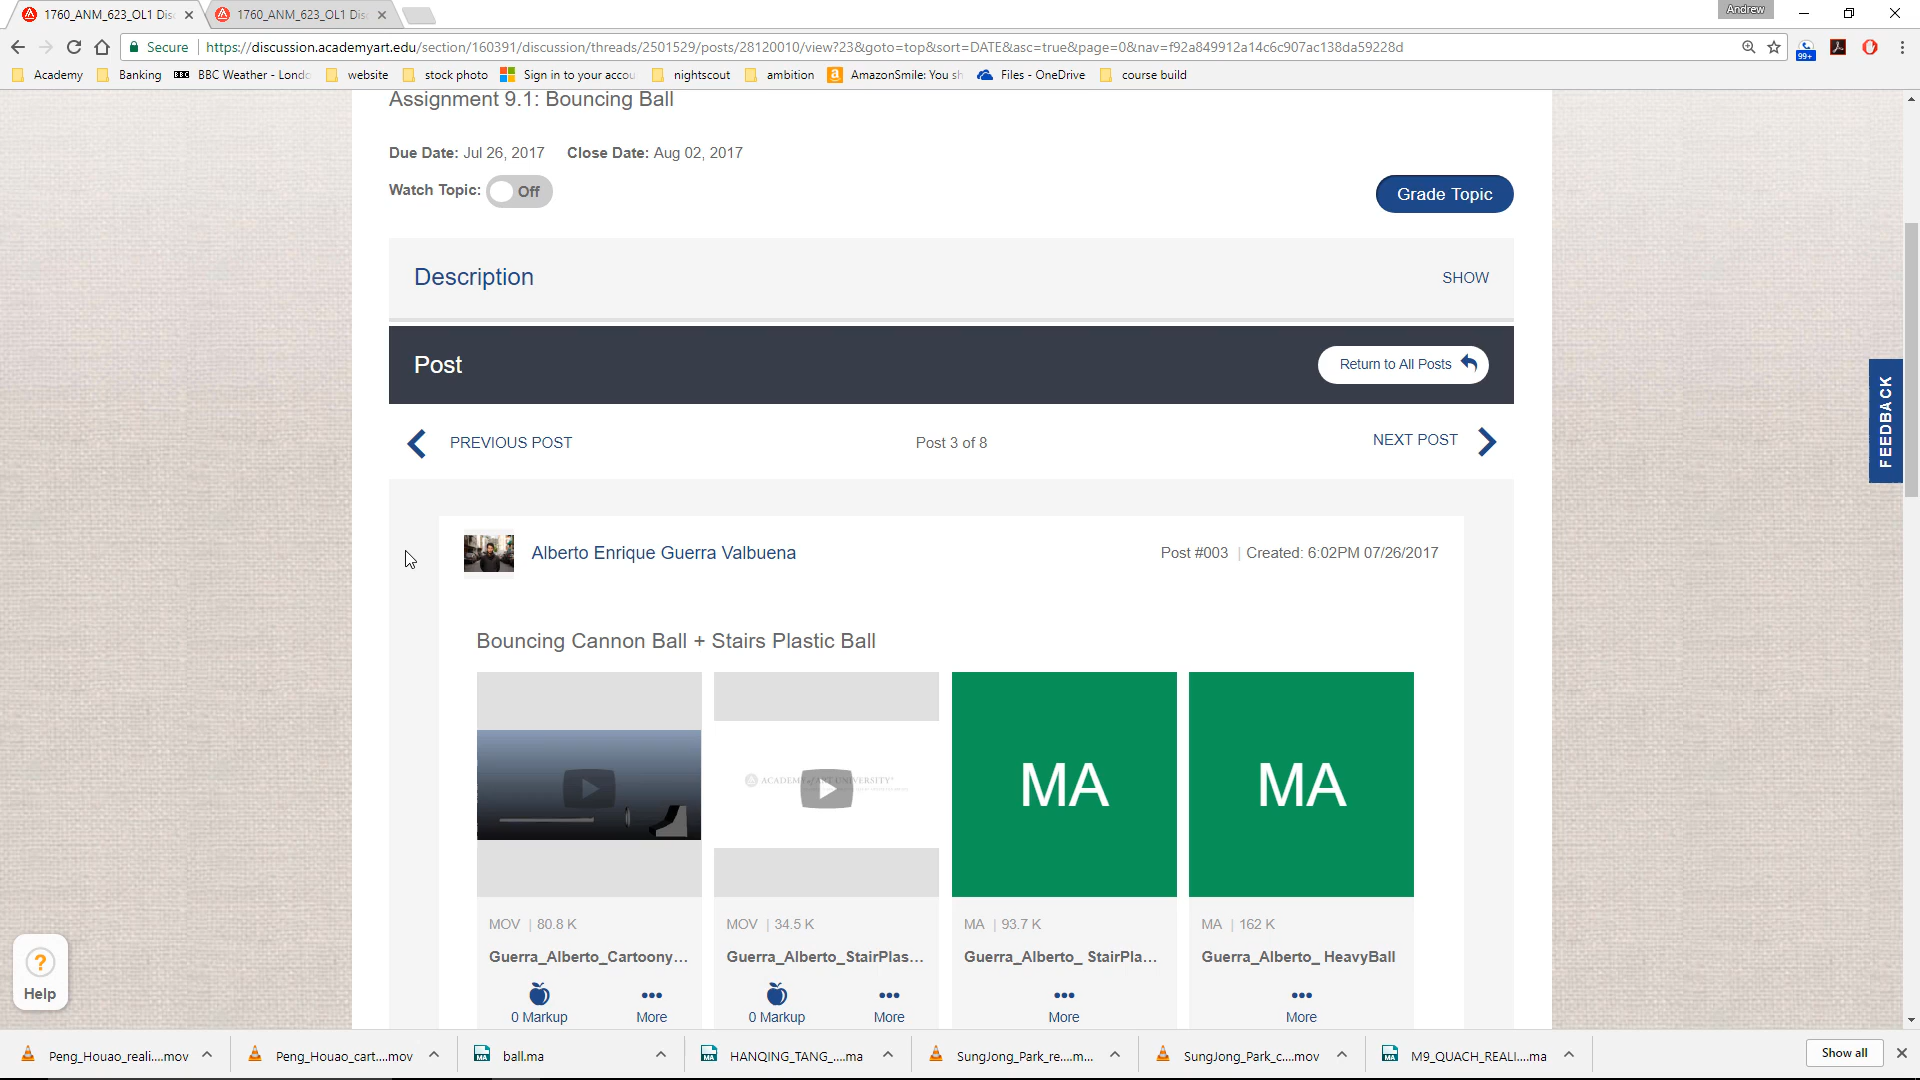 1760_ANM_623_OL1 Dis
1760_ANM_623_OL1 Dis
Andrew
Secure
https://discussion.academyart.edu/section/160391/discussion/threads/2501529/posts/28120010/view?23&goto=top&sort=DATE&asc=true&page=0&nav=f92a849912a14c6c907ac138da59228d
99+
Academy
Banking
BBC
BBC Weather - Londo
website
stock photo
Sign in to your accou
nightscout
ambition
a
AmazonSmile: You sh
Files - OneDrive
course build
Assignment 9.1: Bouncing Ball
Due Date: Jul 26, 2017 Close Date: Aug 02, 2017
Watch Topic: Off
Grade Topic
Description
SHOW
Post
Return to All Posts
PREVIOUS POST
Post 3 of 8
NEXT POST
FEEDBACK
Alberto Enrique Guerra Valbuena
Post #003 | Created: 6:02PM 07/26/2017
Bouncing Cannon Ball + Stairs Plastic Ball
ACADEMY of ART UNIVERSITY
MA
MA
MOV | 80.8 K
MOV | 34.5 K
MA | 93.7 K
MA | 162 K
Guerra_Alberto_Cartoony...
Guerra_Alberto_StairPlas...
Guerra_Alberto_ StairPla...
Guerra_Alberto_ HeavyBall
0 Markup
More
0 Markup
More
More
More
?
Help
Peng_Houao_reali....mov
Peng_Houao_cart....mov
ball.ma
HANQING_TANG_....ma
SungJong_Park_re....m...
SungJong_Park_c....mov
M9_QUACH_REALI....ma
Show all